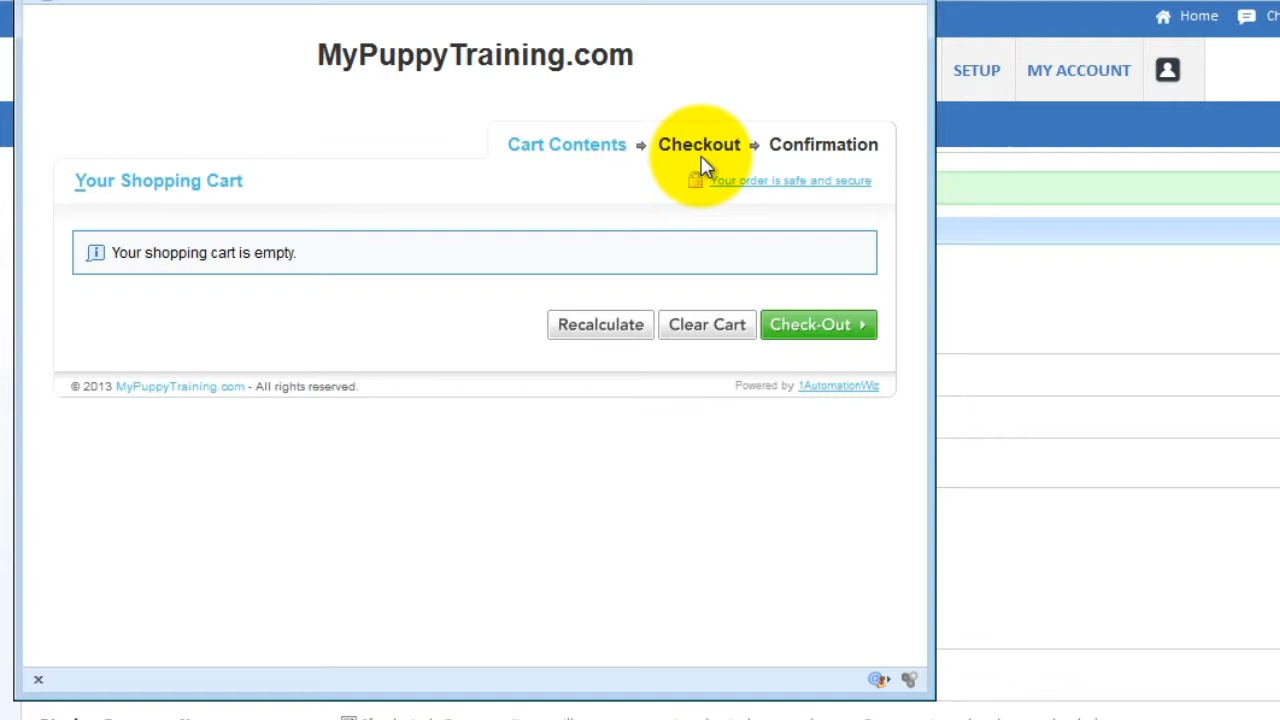 Home
MyPuppyTraining.com
SETUP
MY ACCOUNT
Cart Contents
Checkout
Confirmation
Your Shopping Cart
Your order is safe and secure
Your shopping cart is empty.
Recalculate
Clear Cart
Check-Out
© 2013 MyPuppyTraining.com - All rights reserved.
Powered by 1AutomationWiz